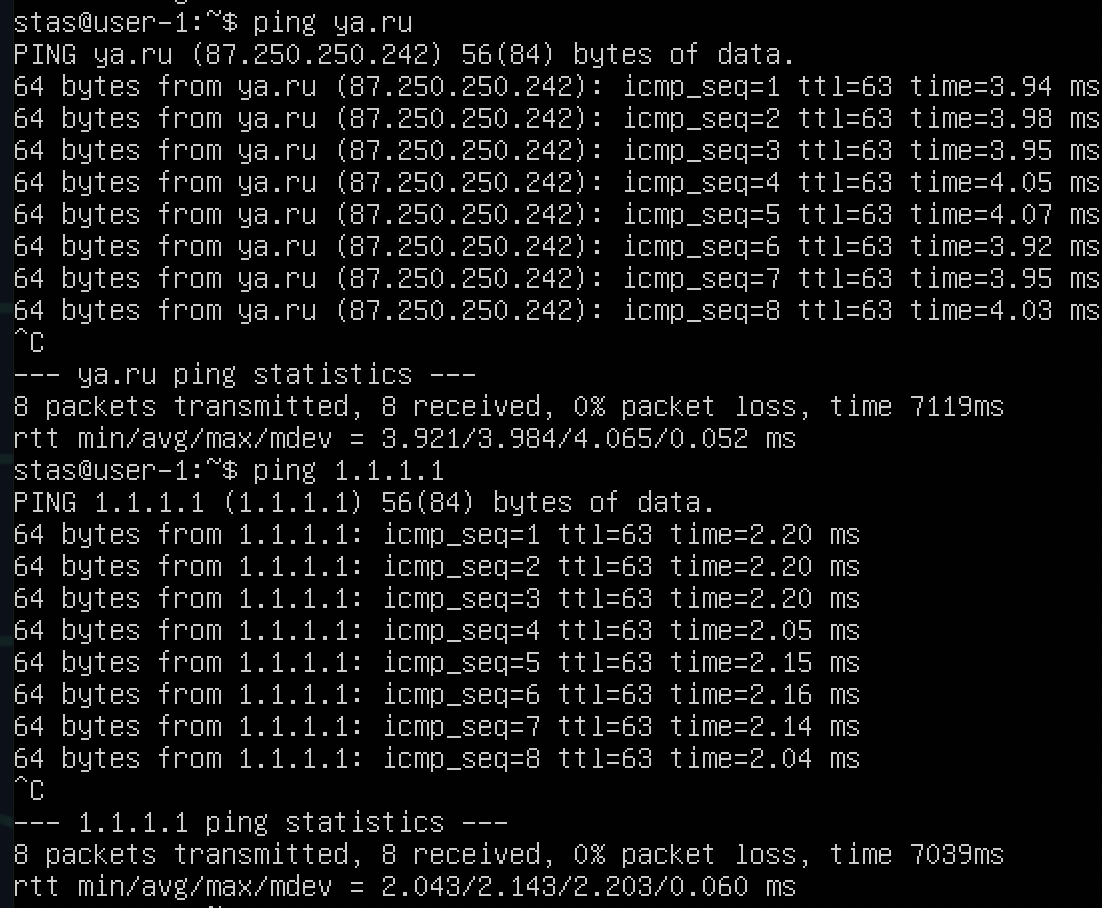 stas@user-1:~$ ping ya.ru
PING ya.ru (87.250.250.242) 56(84) bytes of data.
64 bytes from ya.ru (87.250.250.242): icmp_seq=1 ttl=63 time=3.94 ms
64 bytes from ya.ru (87.250.250.242): icmp_seq=2 ttl=63 time=3.98 ms
64 bytes from ya.ru (87.250.250.242): icmp_seq=3 ttl=63 time=3.95 ms
64 bytes from ya.ru (87.250.250.242): icmp_seq=4 ttl=63 time=4.05 ms
64 bytes from ya.ru (87.250.250.242): icmp_seq=5 ttl=63 time=4.07 ms
64 bytes from ya.ru (87.250.250.242): icmp_seq=6 ttl=63 time=3.92 ms
64 bytes from ya.ru (87.250.250.242): icmp_seq=7 ttl=63 time=3.95 ms
64 bytes from ya.ru (87.250.250.242): icmp_seq=8 ttl=63 time=4.03 ms
^C
--- ya.ru ping statistics ---
8 packets transmitted, 8 received, 0% packet loss, time 7119ms
rtt min/avg/max/mdev = 3.921/3.984/4.065/0.052 ms
stas@user-1:~$ ping 1.1.1.1
PING 1.1.1.1 (1.1.1.1) 56(84) bytes of data.
64 bytes from 1.1.1.1: icmp_seq=1 ttl=63 time=2.20 ms
64 bytes from 1.1.1.1: icmp_seq=2 ttl=63 time=2.20 ms
64 bytes from 1.1.1.1: icmp_seq=3 ttl=63 time=2.20 ms
64 bytes from 1.1.1.1: icmp_seq=4 ttl=63 time=2.05 ms
64 bytes from 1.1.1.1: icmp_seq=5 ttl=63 time=2.15 ms
64 bytes from 1.1.1.1: icmp_seq=6 ttl=63 time=2.16 ms
64 bytes from 1.1.1.1: icmp_seq=7 ttl=63 time=2.14 ms
64 bytes from 1.1.1.1: icmp_seq=8 ttl=63 time=2.04 ms
^C
--- 1.1.1.1 ping statistics ---
8 packets transmitted, 8 received, 0% packet loss, time 7039ms
rtt min/avg/max/mdev = 2.043/2.143/2.203/0.060 ms